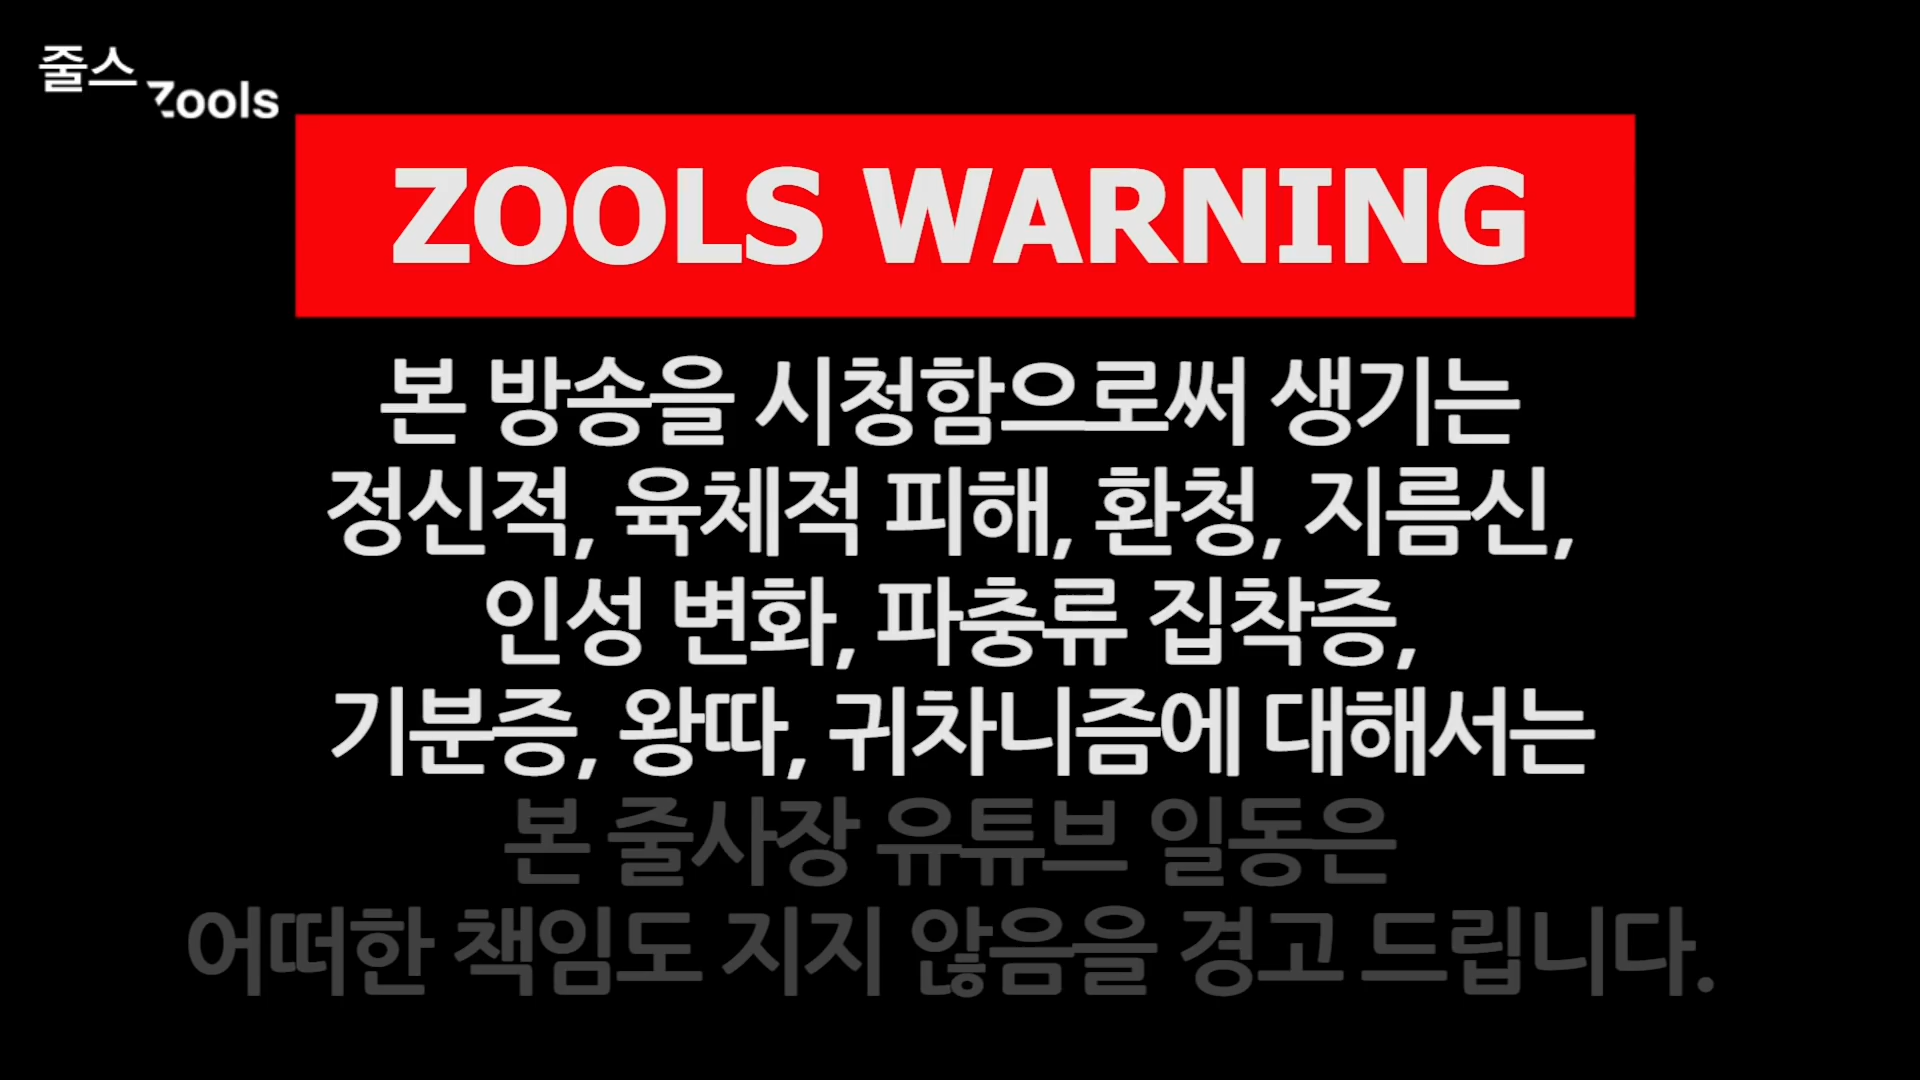 줄스
Zools
ZOOLS WARNING
본 방송을 시청함으로써 생기는
정신적, 육체적 피해, 환청, 지름신,
인성 변화, 파충류 집착증,
기분증, 왕따, 귀차니즘에 대해서는
본 줄사장 유튜브 일동은
어떠한 책임도 지지 않음을 경고 드립니다.